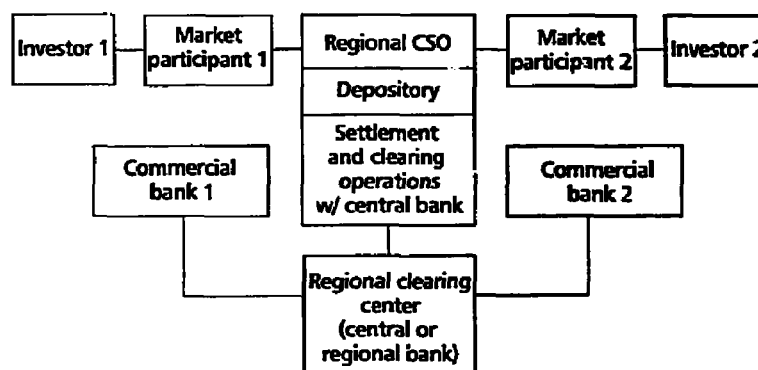 Investor 1
Market
participant 1
Regional CSO
Market
participant 2
Investor 2
Depository
Settlement
and clearing
operations
w/ central bank
Commercial
bank 1
Commercial
bank 2
Regional clearing
center
(central or
regional bank)